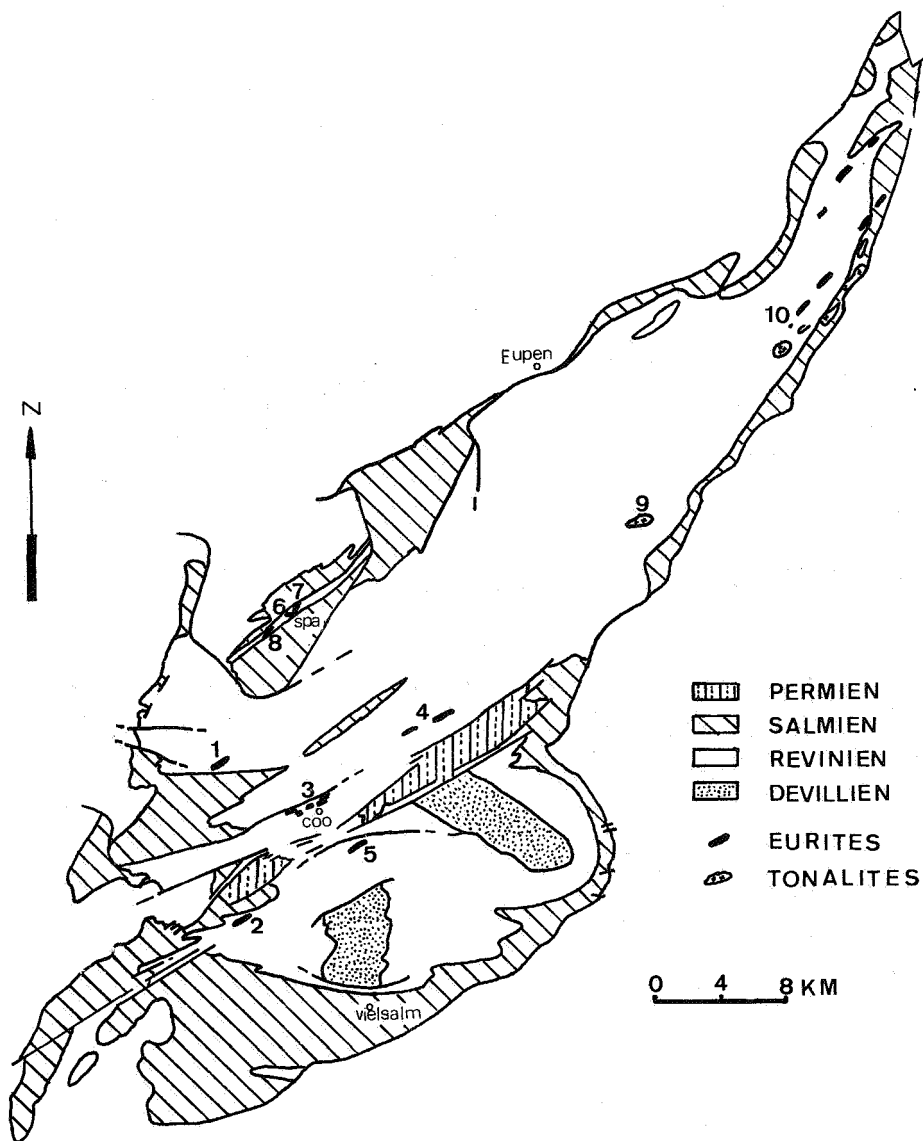 Eupen
10
9
N
7
6
spa
8
4
1
3
coo
5
2
vielsalm
PERMIEN
SALMIEN
REVINIEN
DEVILLIEN
EURITES
TONALITES
0 4 8 KM